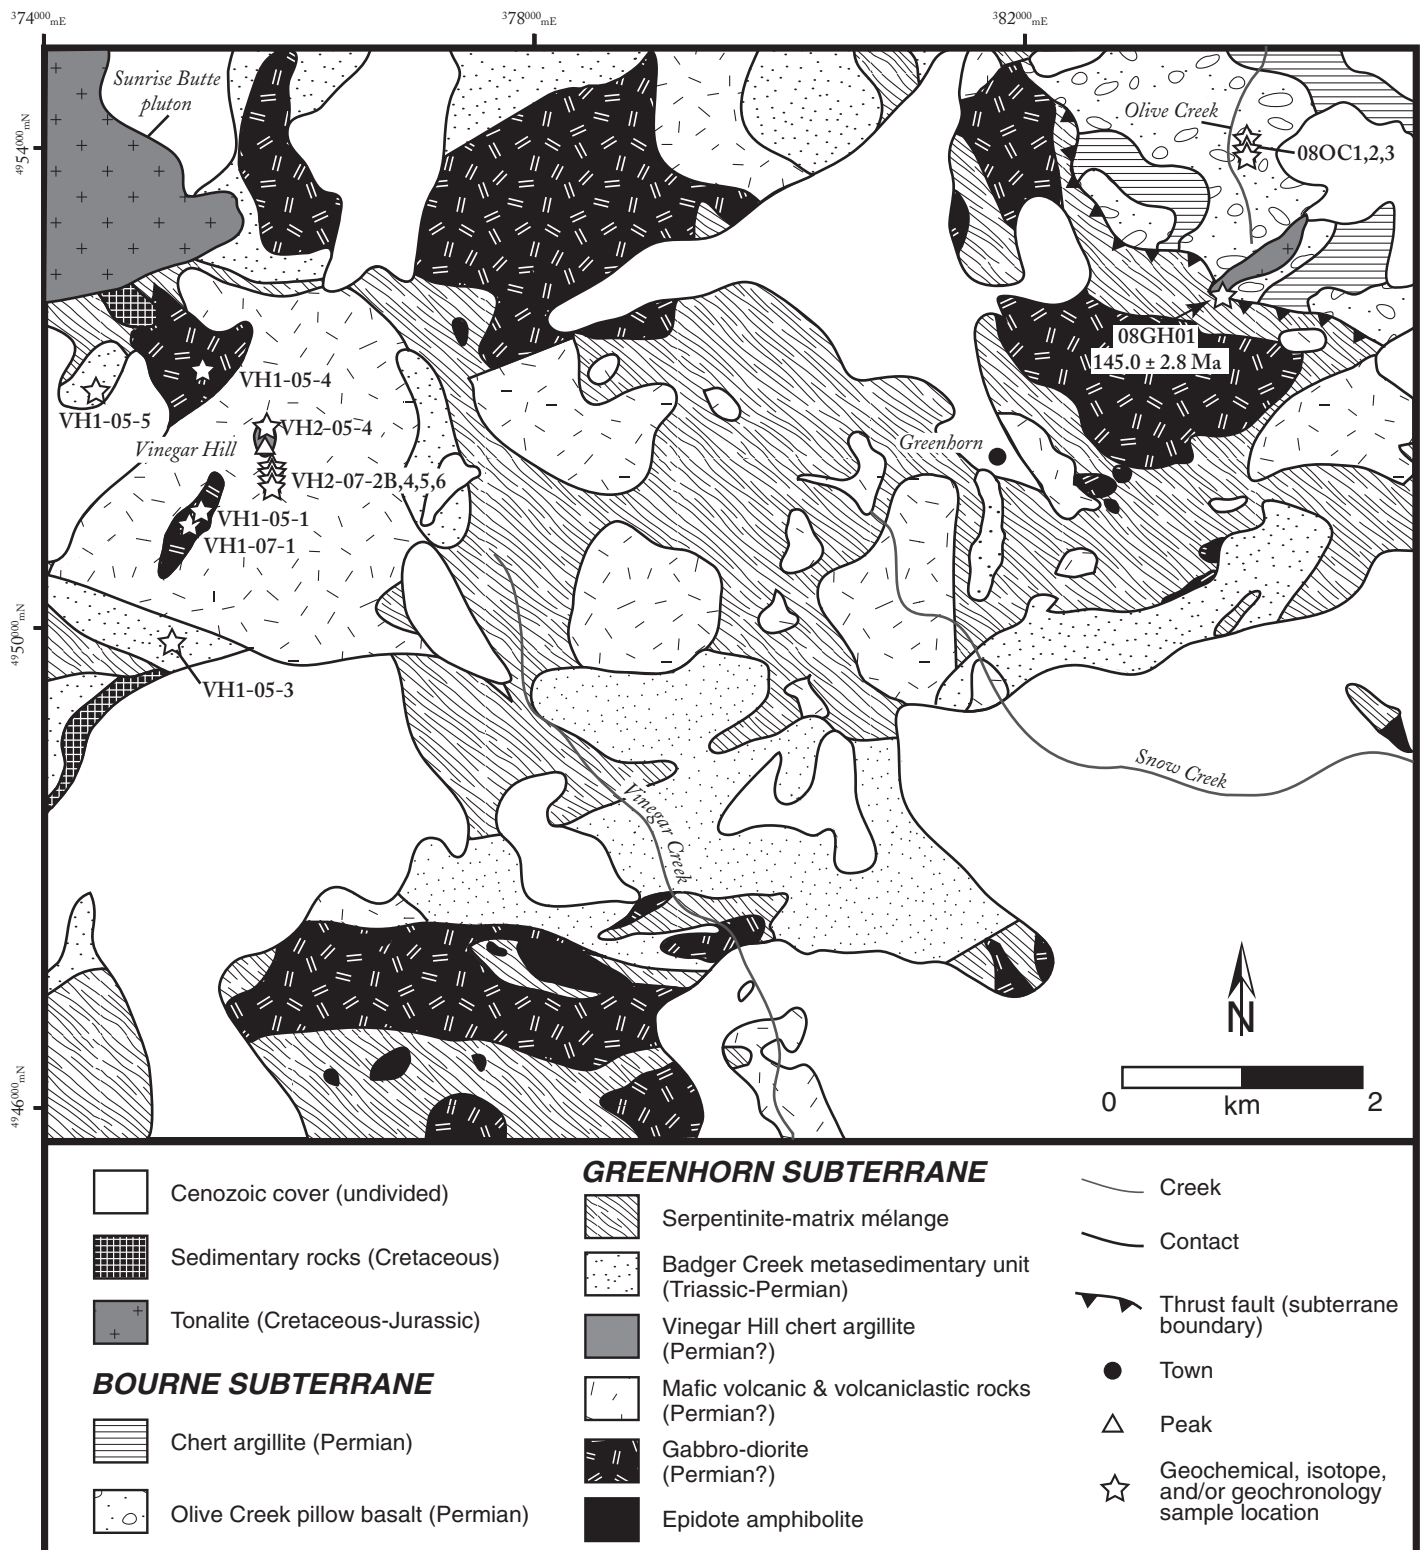 374000mE
378000mE
382000mE
4954000mN
4950000mN
4946000mN
Sunrise Butte
pluton
Olive Creek
08OC1,2,3
08GH01
145.0 ± 2.8 Ma
VH1-05-4
VH1-05-5
VH2-05-4
Vinegar Hill
Greenhorn
VH2-07-2B,4,5,6
VH1-05-1
VH1-07-1
VH1-05-3
Snow Creek
Vinegar Creek
N
0
km
2
Cenozoic cover (undivided)
Sedimentary rocks (Cretaceous)
Tonalite (Cretaceous-Jurassic)
BOURNE SUBTERRANE
Chert argillite (Permian)
Olive Creek pillow basalt (Permian)
GREENHORN SUBTERRANE
Serpentinite-matrix mélange
Badger Creek metasedimentary unit
(Triassic-Permian)
Vinegar Hill chert argillite
(Permian?)
Mafic volcanic & volcaniclastic rocks
(Permian?)
Gabbro-diorite
(Permian?)
Epidote amphibolite
Creek
Contact
Thrust fault (subterrane
boundary)
Town
Peak
Geochemical, isotope,
and/or geochronology
sample location